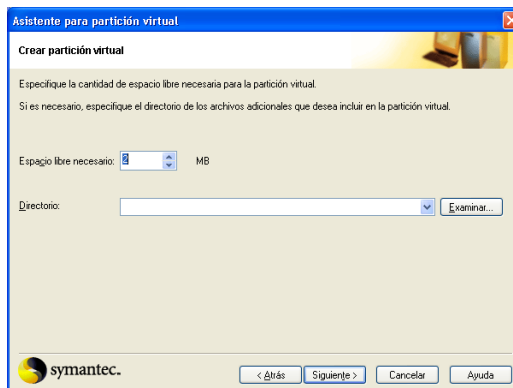 Asistente para partición virtual
Crear partición virtual
Especifique la cantidad de espacio libre necesaria para la partición virtual.
Si es necesario, especifique el directorio de los archivos adicionales que desea incluir en la partición virtual.
Espacio libre necesario: 2 MB
Directorio: Examinar...
symantec.
< Atrás Siguiente > Cancelar Ayuda